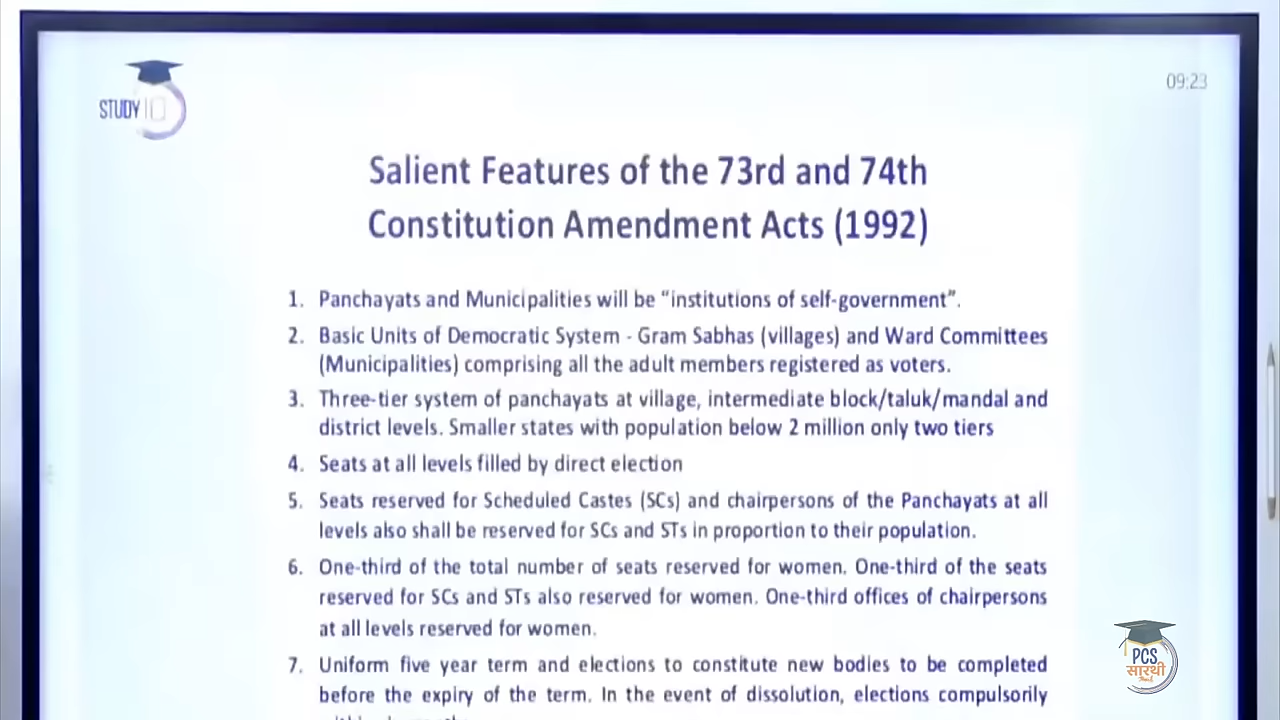 STUDY
09:23
Salient Features of the 73rd and 74th
Constitution Amendment Acts (1992)
1. Panchayats and Municipalities will be “institutions of self-government”.
2. Basic Units of Democratic System - Gram Sabhas (villages) and Ward Committees
(Municipalities) comprising all the adult members registered as voters.
3. Three-tier system of panchayats at village, intermediate block/taluk/mandal and
district levels. Smaller states with population below 2 million only two tiers
4. Seats at all levels filled by direct election
5. Seats reserved for Scheduled Castes (SCs) and chairpersons of the Panchayats at all
levels also shall be reserved for SCs and STs in proportion to their population.
6. One-third of the total number of seats reserved for women. One-third of the seats
reserved for SCs and STs also reserved for women. One-third offices of chairpersons
at all levels reserved for women.
7. Uniform five year term and elections to constitute new bodies to be completed
before the expiry of the term. In the event of dissolution, elections compulsorily
PCS
सारथी